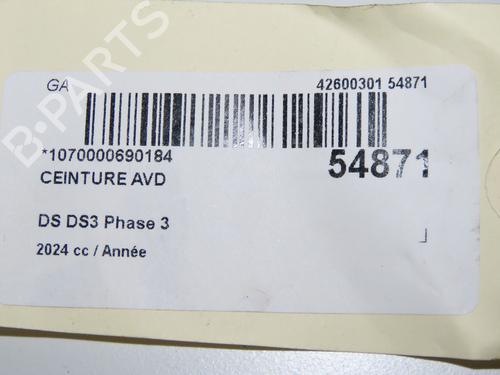 GA
42600301 54871
*1070000690184
54871
CEINTURE AVD
DS DS3 Phase 3
2024 cc / Année
B-PARTS